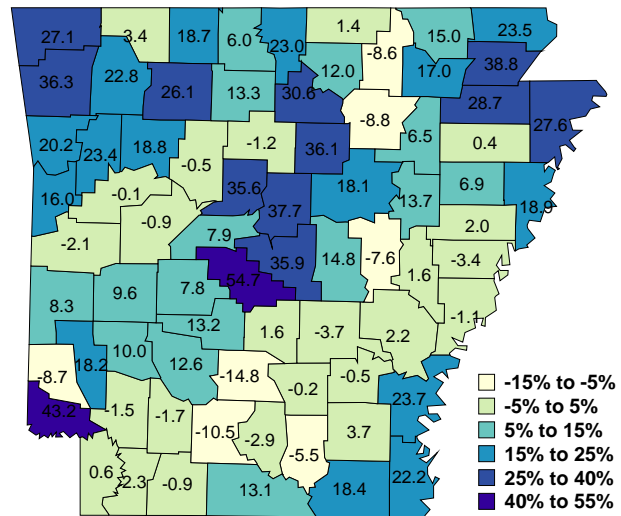 27.1 3.4 18.7 6.0 23.0 1.4 -8.6 15.0 23.5
36.3 22.8 26.1 13.3 30.6 12.0 17.0 38.8
-8.8 28.7 27.6
20.2 23.4 18.8 -0.5 -1.2 36.1 6.5 0.4
16.0 -0.1 35.6 18.1 13.7 6.9 18.9
-2.1 -0.9 7.9 37.7 2.0
54.7 35.9 14.8 -7.6 1.6 -3.4
8.3 9.6 7.8 -1.1
13.2 1.6 -3.7 2.2
-8.7 18.2 10.0 12.6 -14.8 -0.2 -0.5
-15% to -5%
43.2 -1.5 -1.7 23.7 -5% to 5%
-10.5 -2.9 -5.5 3.7 5% to 15%
15% to 25%
0.6 -2.3 -0.9 13.1 18.4 22.2 25% to 40%
40% to 55%